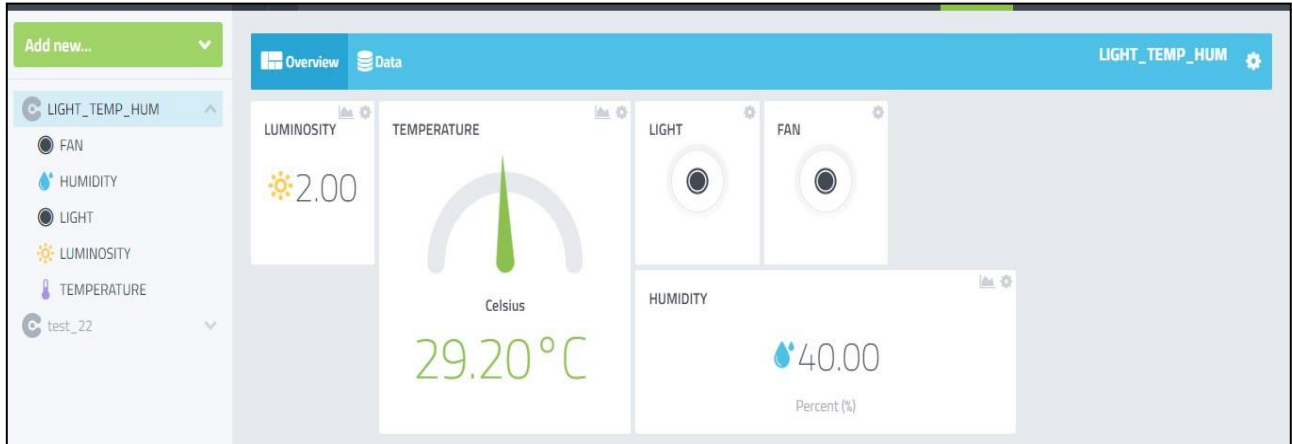 Add new...
LIGHT_TEMP_HUM
FAN
HUMIDITY
LIGHT
LUMINOSITY
TEMPERATURE
test_22
Overview
Data
LIGHT_TEMP_HUM
LUMINOSITY
2.00
TEMPERATURE
Celsius
29.20°C
LIGHT
FAN
HUMIDITY
40.00
Percent (%)